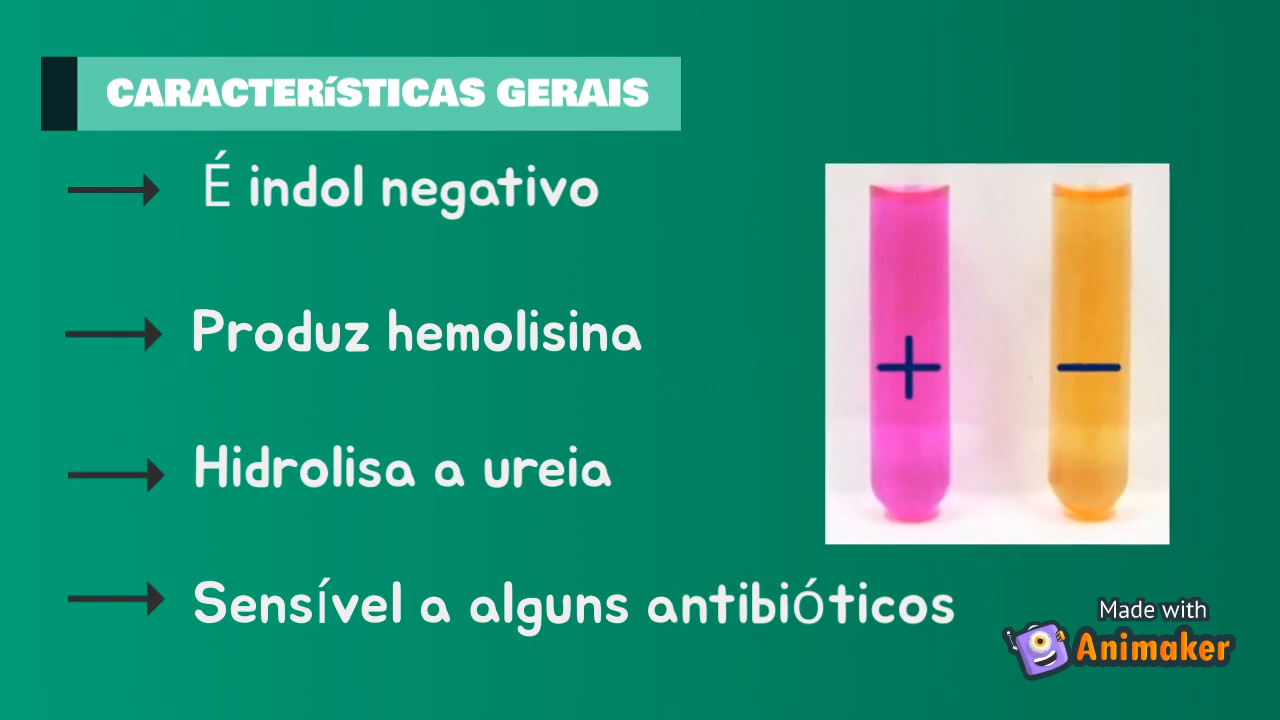 CARACTERíSTICAS GERAIS
É indol negativo
Produz hemolisina
Hidrolisa a ureia
Sensível a alguns antibióticos
+ −
Made with
Animaker